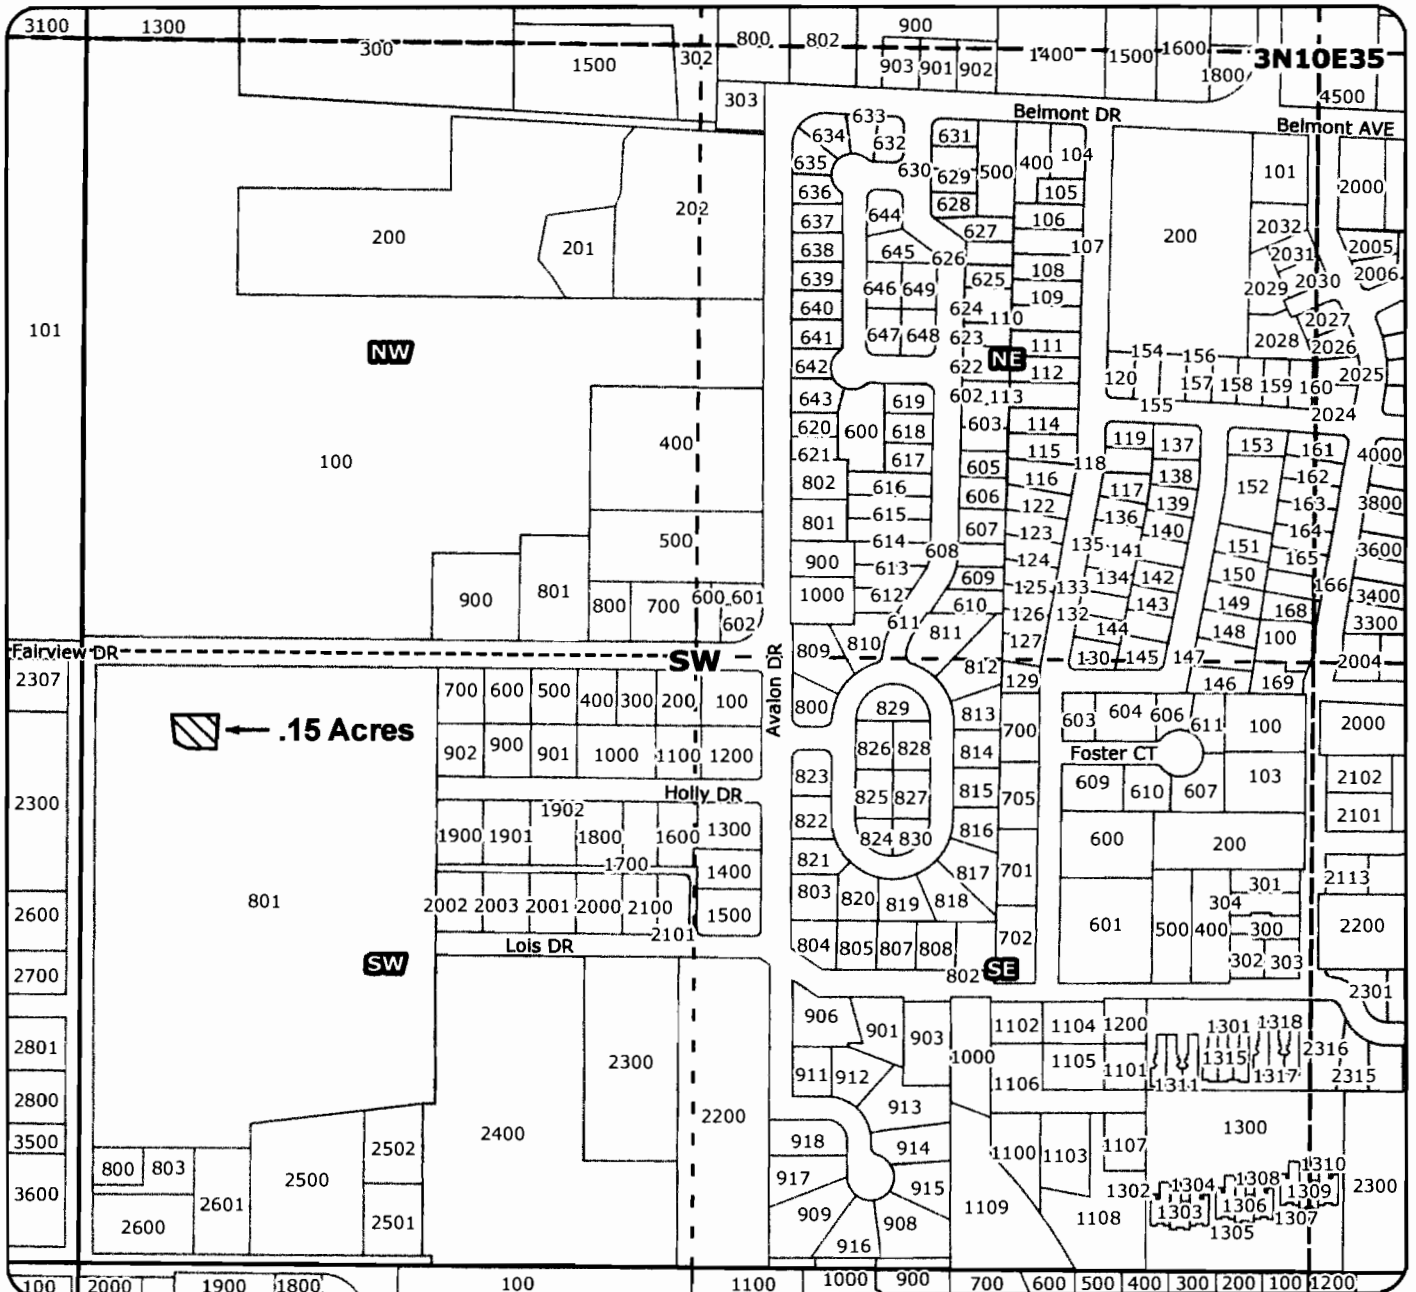 3100 1300 300 1500 302 800 802 900 903 901 902 1400 1500 1600 1800 3N10E35
303 4500
Belmont DR
Belmont AVE
634 633 632 631 500 400 104 101 2000
635 630 629 105
636 628 106
200 201 202 637 644 627 107 200 2032 2005
638 645 626 108 2031 2006
639 646 649 625 109 2029 2030
640 624 110 2027
101 NW 641 647 648 623 NE 111 2028 2026
642 622 112 154 156 2025
120 157 158 159 160
643 619 602 113 155 2024
400 620 600 618 603 114 119 137 153 161 4000
100 621 617 605 115 118 138 162
802 616 606 116 117 139 152 163 3800
801 615 607 122 136 140 164
500 614 608 123 135 141 151 165 3600
900 613 609 124 134 142 150 166
900 801 800 700 600 601 1000 612 610 125 133 143 149 168 3400
602 611 126 132 148 100 3300
Fairview DR SW Avalon DR 809 810 811 127 144
812 130 145 147 2004
2307 129 146 169
700 600 500 400 300 200 100 800 829 813 700 603 604 606 611 100 2000
.15 Acres
902 900 901 1000 1100 1200 826 828 814 Foster CT
823 103 2102
2300 Holly DR 825 827 815 705 609 610 607
1902 822 2101
1900 1901 1800 1600 1300 824 830 816 600 200
1700 1400 821 817 701 2113
801 803 820 819 818 301
2600 2002 2003 2001 2000 2100 1500 304
2101 601 500 400 300 2200
Lois DR 804 805 807 808 702
2700 SW 802 SE 302 303
2301
906 901 903 1102 1104 1200 1301 1318
2801 2300 1000 1105 1315 2316
911 912 1106 1101 1311 1317 2315
2800 2200 913
3500 2400 918 914 1107 1300
2502 1100 1103
800 803 917 1310
3600 2500 915 1302 1304 1308 1309 2300
2601 909 908 1109 1108 1303 1306 1307
2600 2501 916 1305
100 2000 1900 1800 100 1100 1000 900 700 600 500 400 300 200 100 1200